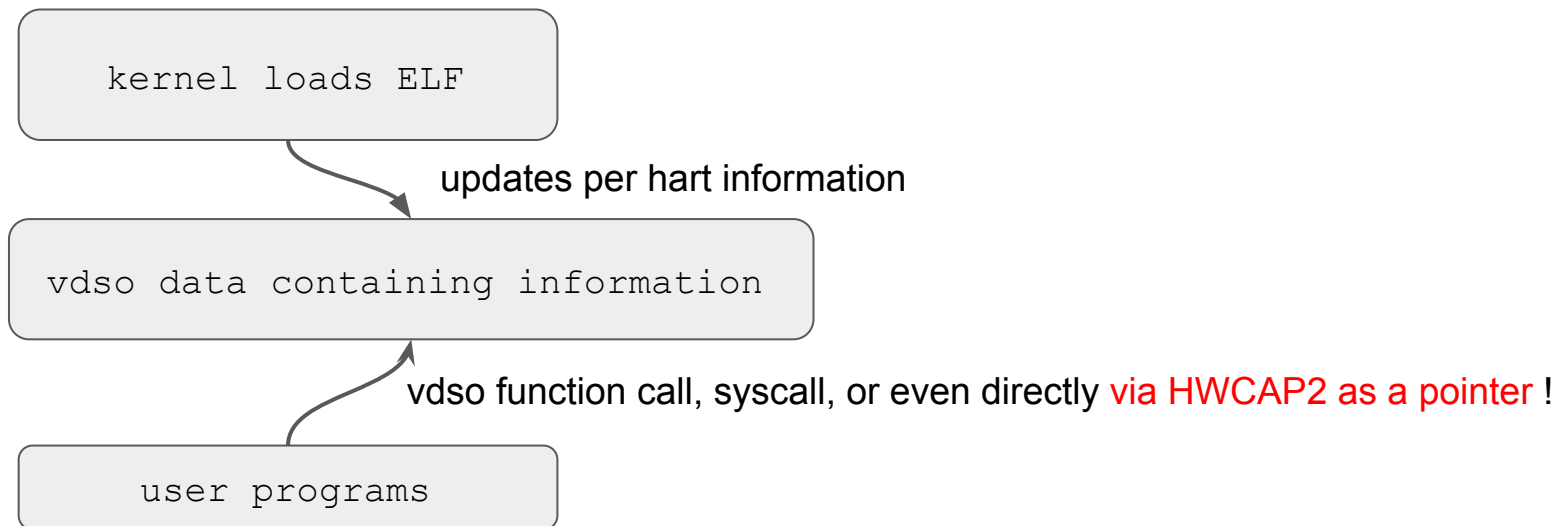 kernel loads ELF
updates per hart information
vdso data containing information
vdso function call, syscall, or even directly via HWCAP2 as a pointer !
user programs